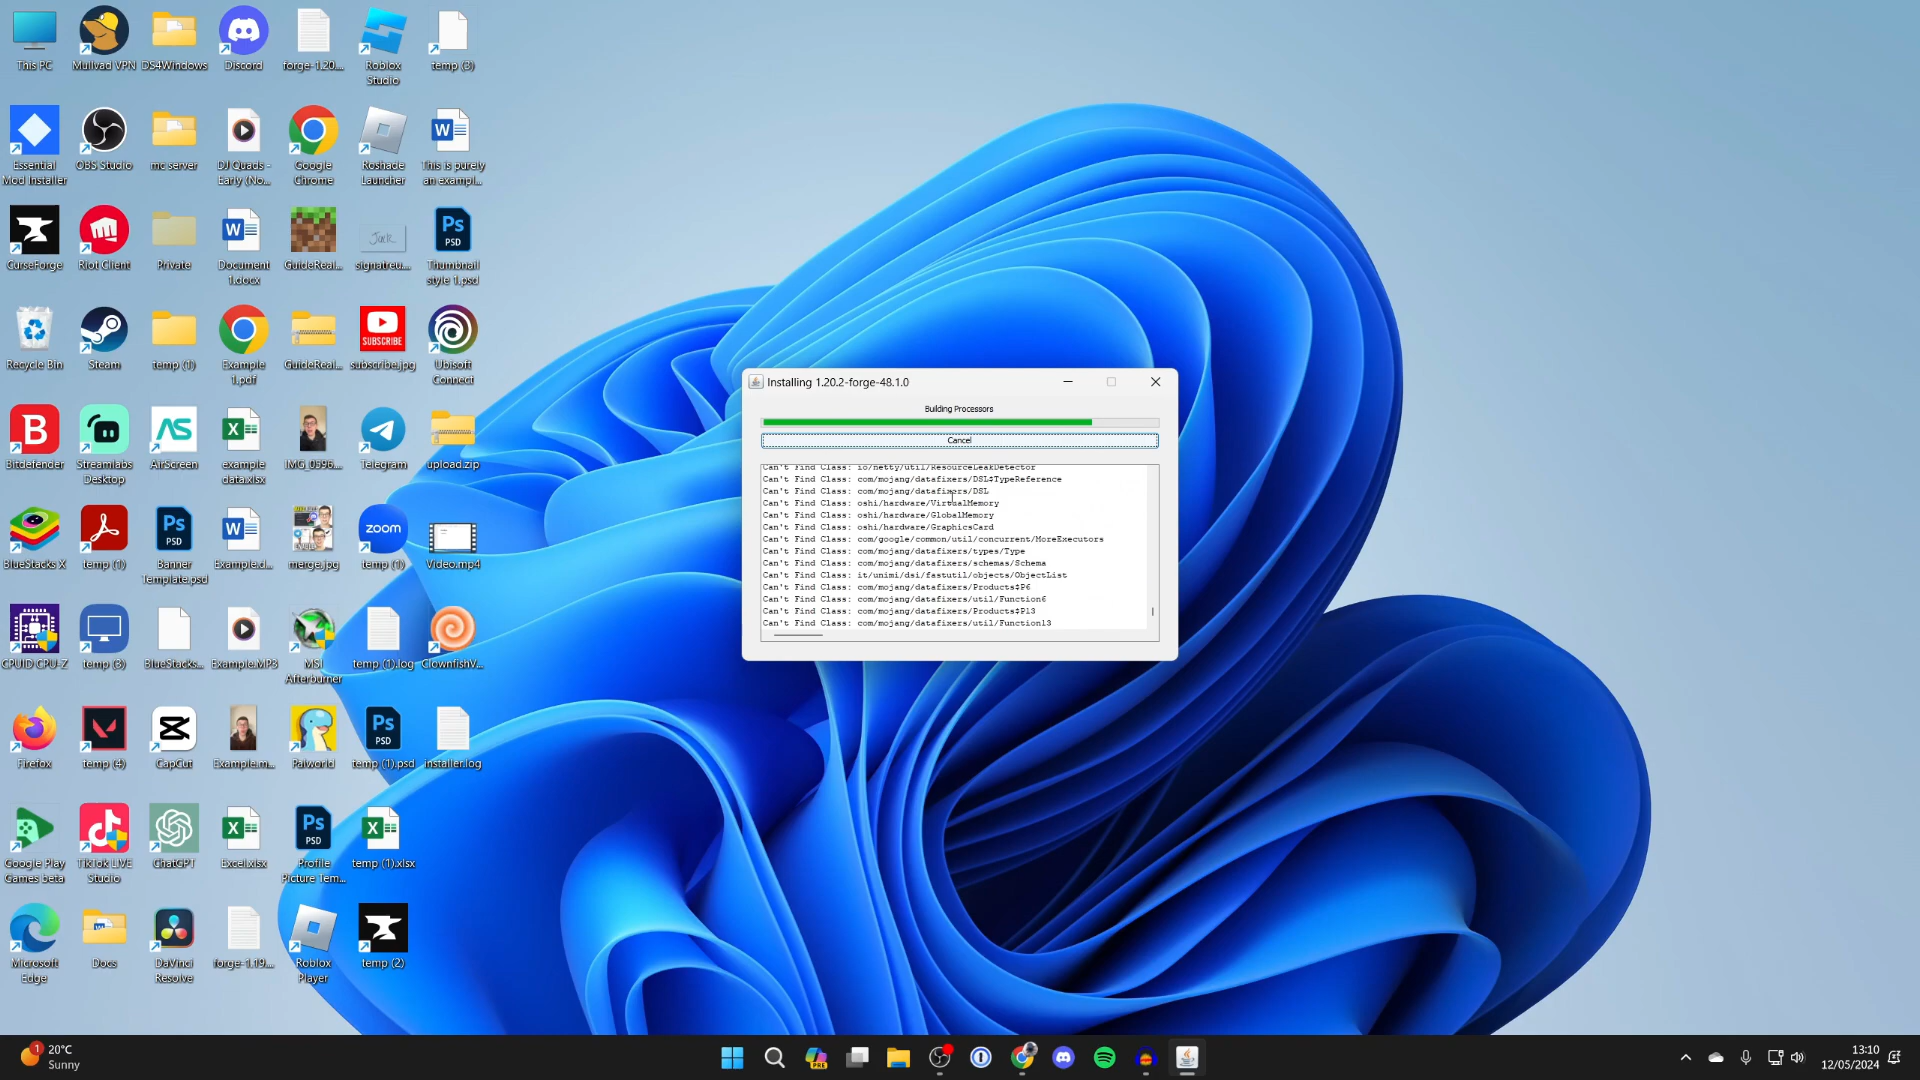 This PC
Mullvad VPN
DS4Windows
Discord
forge-1.20...
Roblox
Studio
temp (3)
Essential
Mod Installer
OBS Studio
mc server
DJ Quads -
Early (No...
Google
Chrome
Roshade
Launcher
This is purely
an exampl...
CurseForge
Riot Client
Private
Document
1.docx
GuideReal...
signatreu...
Thumbnail
style 1.psd
Recycle Bin
Steam
temp (1)
Example
1.pdf
GuideReal...
SUBSCRIBE
subscribe.jpg
Ubisoft
Connect
Bitdefender
Streamlabs
Desktop
AirScreen
example
data.xlsx
IMG_0596...
Telegram
upload.zip
BlueStacks X
temp (1)
Banner
Template.psd
Example.d...
merge.jpg
zoom
temp (1)
Video.mp4
CPUID CPU-Z
temp (3)
BlueStacks...
Example.MP3
MSI
Afterburner
temp (1).log
ClownfishV...
Firefox
temp (4)
CapCut
Example.m...
Palworld
temp (1).psd
installer.log
Google Play
Games beta
TikTok LIVE
Studio
ChatGPT
Excel.xlsx
Profile
Picture Tem...
temp (1).xlsx
Microsoft
Edge
Docs
DaVinci
Resolve
forge-1.19...
Roblox
Player
temp (2)
Installing 1.20.2-forge-48.1.0
Building Processors
Cancel
Can't Find Class: io/netty/util/ResourceLeakDetector
Can't Find Class: com/mojang/datafixers/DSL$TypeReference
Can't Find Class: com/mojang/datafixers/DSL
Can't Find Class: oshi/hardware/VirtualMemory
Can't Find Class: oshi/hardware/GlobalMemory
Can't Find Class: oshi/hardware/GraphicsCard
Can't Find Class: com/google/common/util/concurrent/MoreExecutors
Can't Find Class: com/mojang/datafixers/types/Type
Can't Find Class: com/mojang/datafixers/schemas/Schema
Can't Find Class: it/unimi/dsi/fastutil/objects/ObjectList
Can't Find Class: com/mojang/datafixers/Products$P6
Can't Find Class: com/mojang/datafixers/util/Function6
Can't Find Class: com/mojang/datafixers/Products$P13
Can't Find Class: com/mojang/datafixers/util/Function13
1
20°C
Sunny
PRE
13:10
12/05/2024